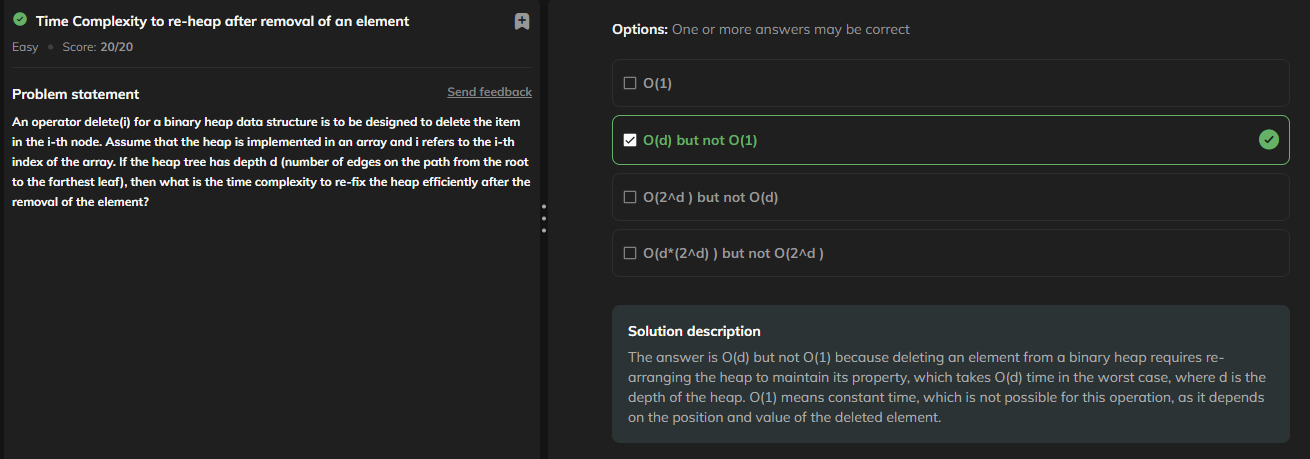 Time Complexity to re-heap after removal of an element
Easy • Score: 20/20
Problem statement
Send feedback
An operator delete(i) for a binary heap data structure is to be designed to delete the item
in the i-th node. Assume that the heap is implemented in an array and i refers to the i-th
index of the array. If the heap tree has depth d (number of edges on the path from the root
to the farthest leaf), then what is the time complexity to re-fix the heap efficiently after the
removal of the element?
Options: One or more answers may be correct
O(1)
O(d) but not O(1)
O(2^d ) but not O(d)
O(d*(2^d) ) but not O(2^d )
Solution description
The answer is O(d) but not O(1) because deleting an element from a binary heap requires re-
arranging the heap to maintain its property, which takes O(d) time in the worst case, where d is the
depth of the heap. O(1) means constant time, which is not possible for this operation, as it depends
on the position and value of the deleted element.